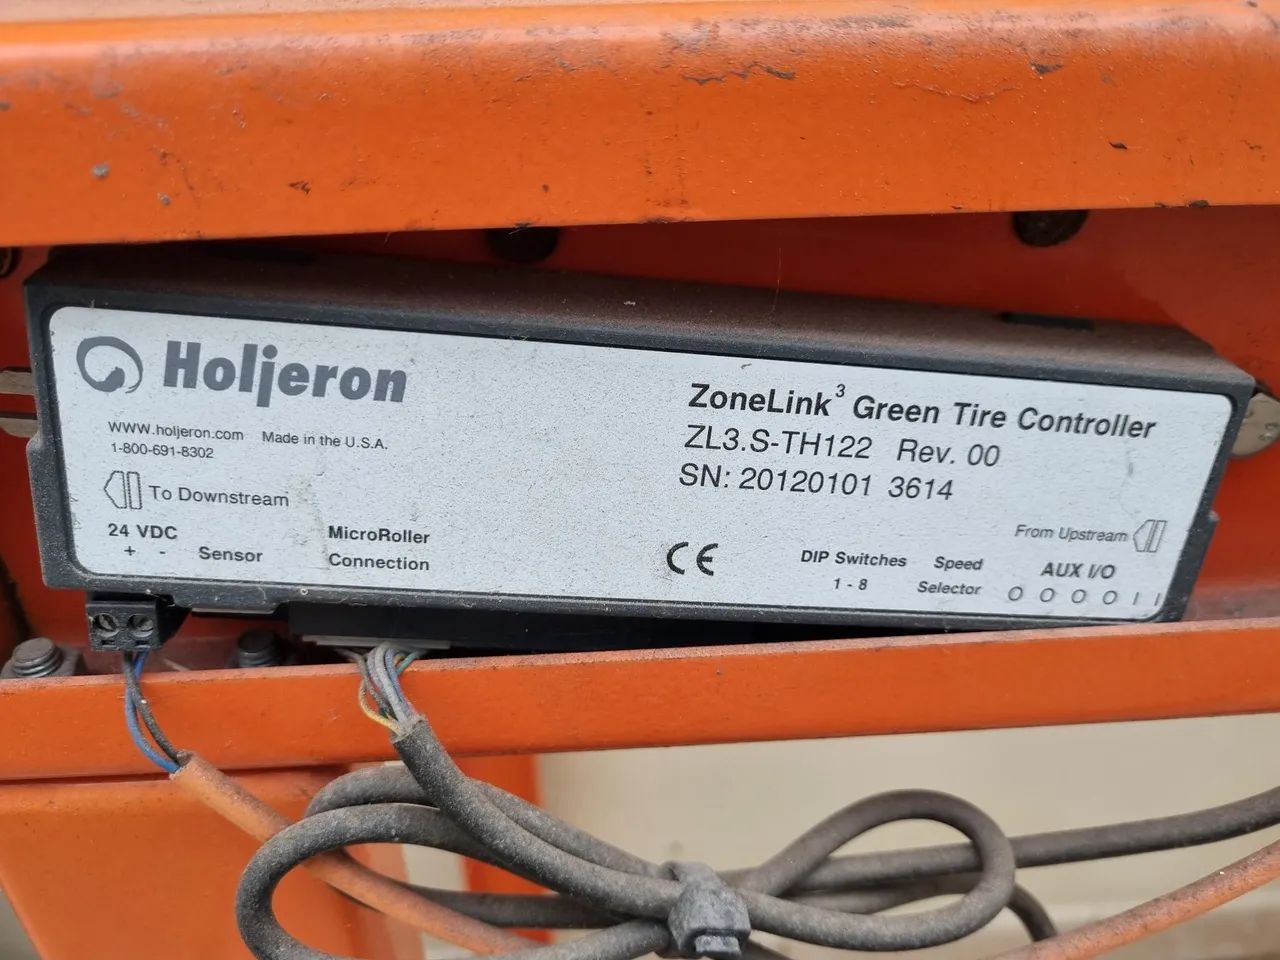 Holjeron
www.holjeron.com Made in the U.S.A.
1-800-691-8302
To Downstream
24 VDC
+ -
Sensor
MicroRoller
Connection
ZoneLink³ Green Tire Controller
ZL3.S-TH122 Rev. 00
SN: 20120101 3614
From Upstream
CE
DIP Switches
1 - 8
Speed
Selector
AUX I/O
O O O O I I